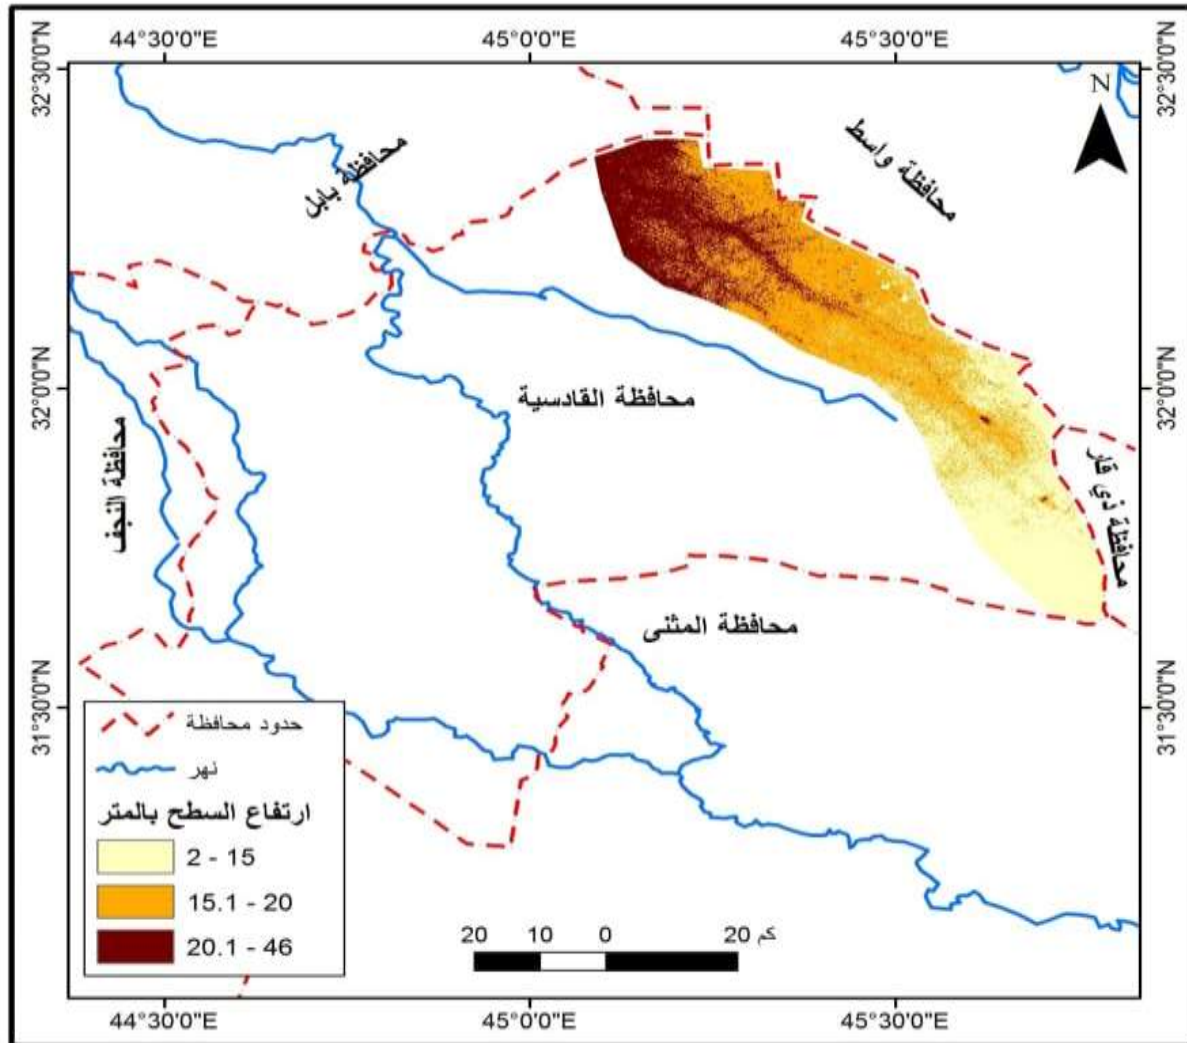 44°30'0"E 45°0'0"E 45°30'0"E
32°30'0"N 32°30'0"N
N
محافظة واسط
محافظة بابل
32°0'0"N 32°0'0"N
محافظة القادسية
محافظة النجف
محافظة ذي قار
محافظة المثنى
31°30'0"N 31°30'0"N
حدود محافظة
نهر
ارتفاع السطح بالمتر
2 - 15
15.1 - 20
20.1 - 46
20 10 0 20 كم
44°30'0"E 45°0'0"E 45°30'0"E